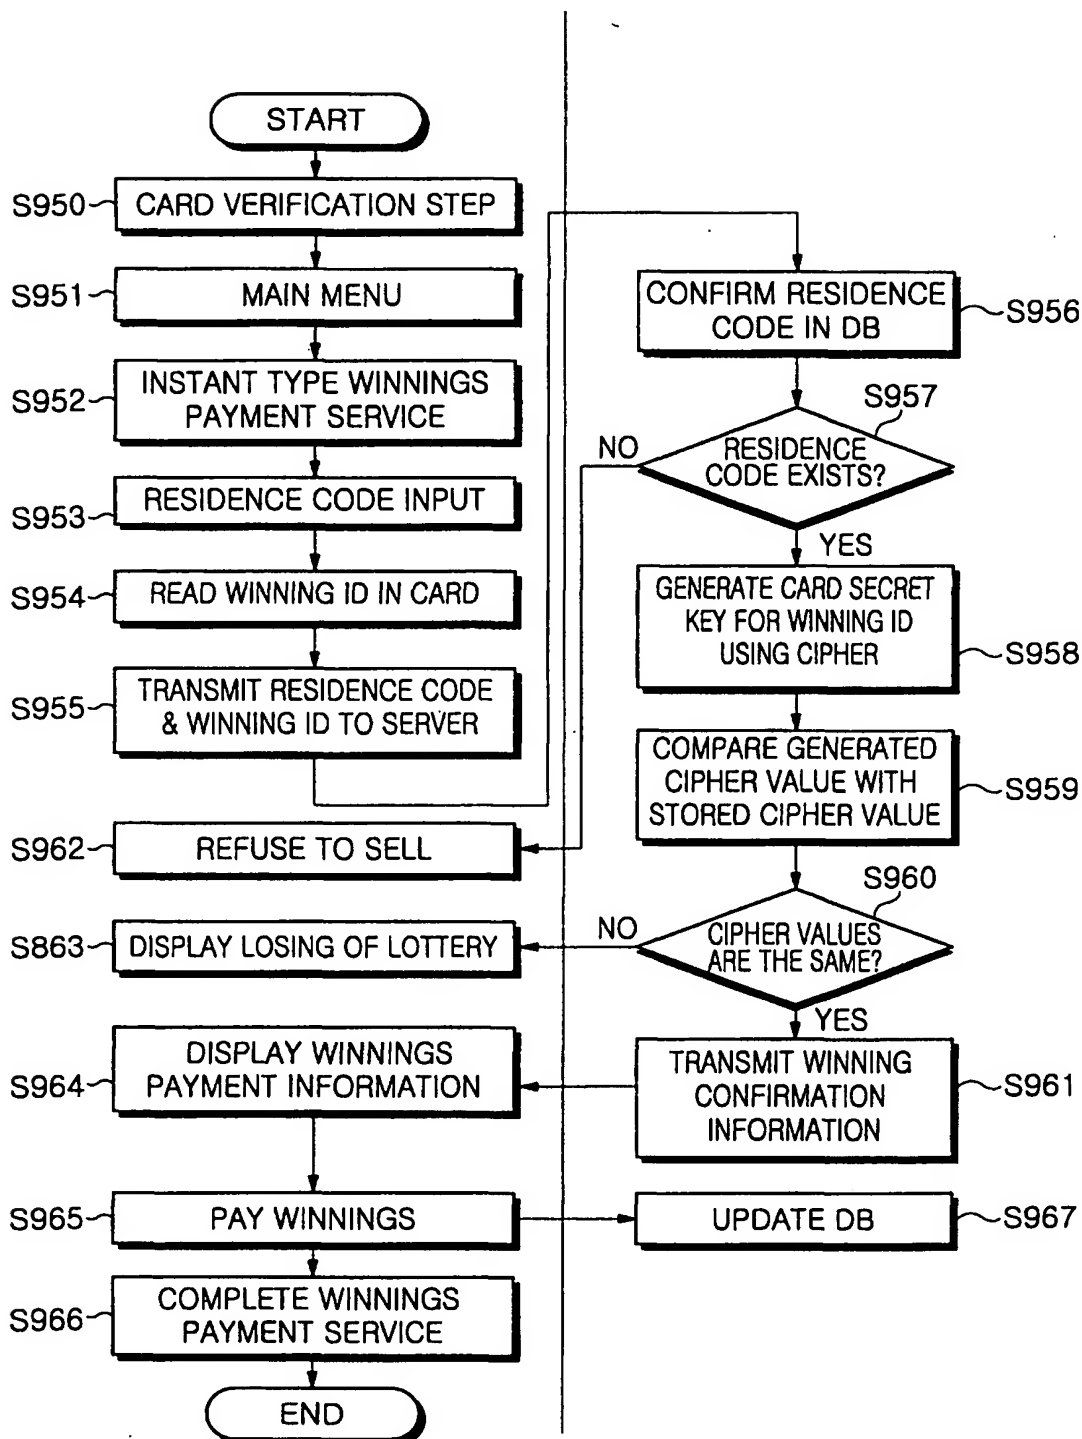 START
S950
CARD VERIFICATION STEP
S951
MAIN MENU
S952
INSTANT TYPE WINNINGS
PAYMENT SERVICE
S953
RESIDENCE CODE INPUT
S954
READ WINNING ID IN CARD
S955
TRANSMIT RESIDENCE CODE
& WINNING ID TO SERVER
CONFIRM RESIDENCE
CODE IN DB
S956
S957
RESIDENCE
CODE EXISTS?
NO
YES
GENERATE CARD SECRET
KEY FOR WINNING ID
USING CIPHER
S958
COMPARE GENERATED
CIPHER VALUE WITH
STORED CIPHER VALUE
S959
S962
REFUSE TO SELL
S960
CIPHER VALUES
ARE THE SAME?
NO
YES
S863
DISPLAY LOSING OF LOTTERY
TRANSMIT WINNING
CONFIRMATION
INFORMATION
S961
S964
DISPLAY WINNINGS
PAYMENT INFORMATION
S965
PAY WINNINGS
UPDATE DB
S967
S966
COMPLETE WINNINGS
PAYMENT SERVICE
END